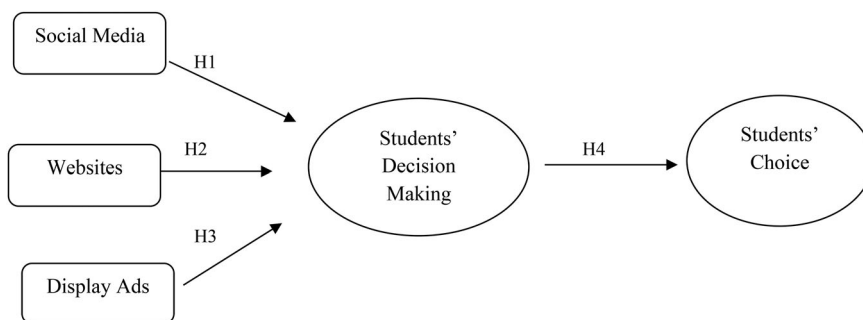 Social Media
H1
Websites
H2
Display Ads
H3
Students’
Decision
Making
H4
Students’
Choice